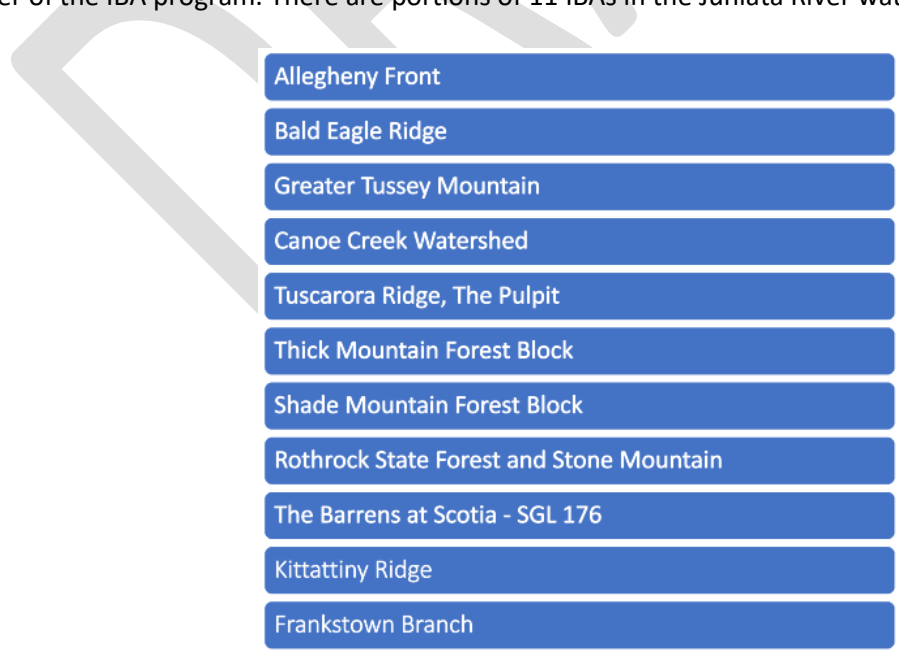 of the IBA program. There are portions of 11 IBAs in the Juniata River
Allegheny Front
Bald Eagle Ridge
Greater Tussey Mountain
Canoe Creek Watershed
Tuscarora Ridge, The Pulpit
Thick Mountain Forest Block
Shade Mountain Forest Block
Rothrock State Forest and Stone Mountain
The Barrens at Scotia - SGL 176
Kittattiny Ridge
Frankstown Branch